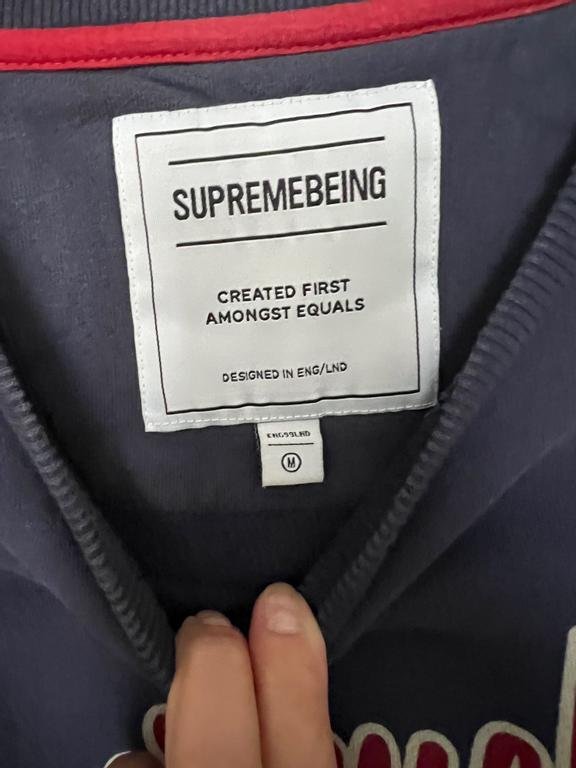 SUPREMEBEING
CREATED FIRST
AMONGST EQUALS
DESIGNED IN ENG/LND
M